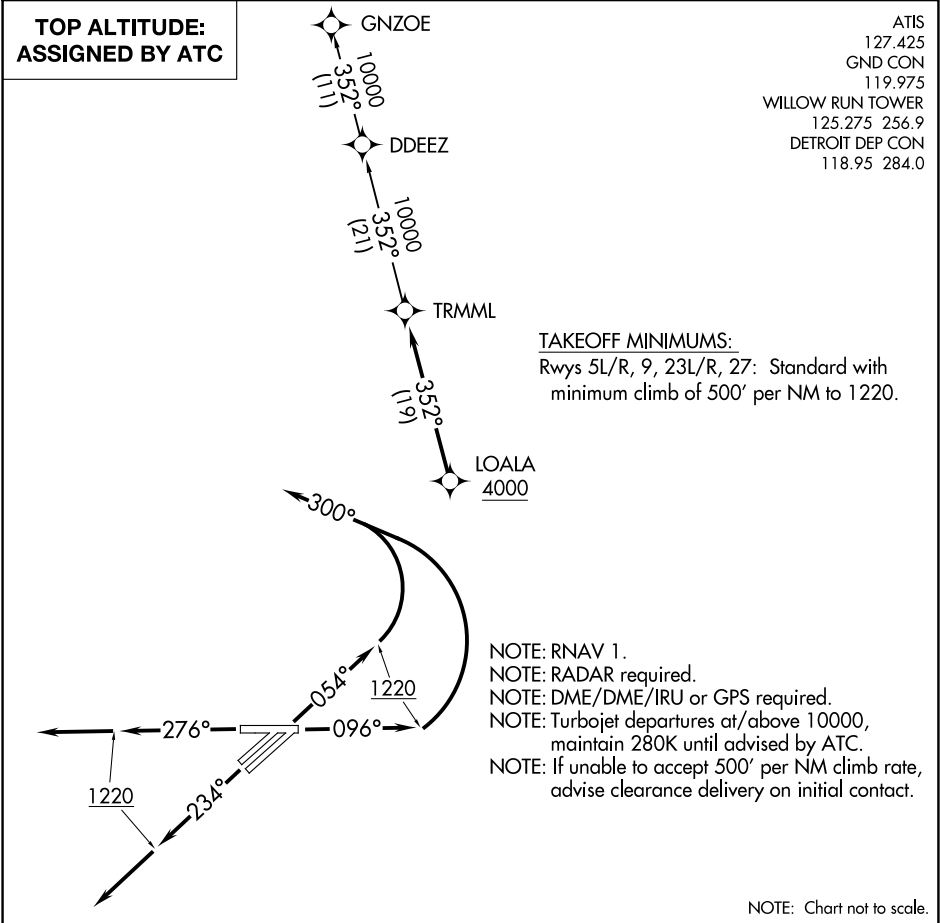 TOP ALTITUDE:
ASSIGNED BY ATC
ATIS
127.425
GND CON
119.975
WILLOW RUN TOWER
125.275 256.9
DETROIT DEP CON
118.95 284.0
GNZOE
10000
352°
(11)
DDEEZ
10000
352°
(21)
TRMML
352°
(19)
LOALA
4000
TAKEOFF MINIMUMS:
Rwys 5L/R, 9, 23L/R, 27: Standard with
minimum climb of 500' per NM to 1220.
300°
054°
1220
096°
276°
1220
234°
NOTE: RNAV 1.
NOTE: RADAR required.
NOTE: DME/DME/IRU or GPS required.
NOTE: Turbojet departures at/above 10000,
maintain 280K until advised by ATC.
NOTE: If unable to accept 500' per NM climb rate,
advise clearance delivery on initial contact.
NOTE: Chart not to scale.